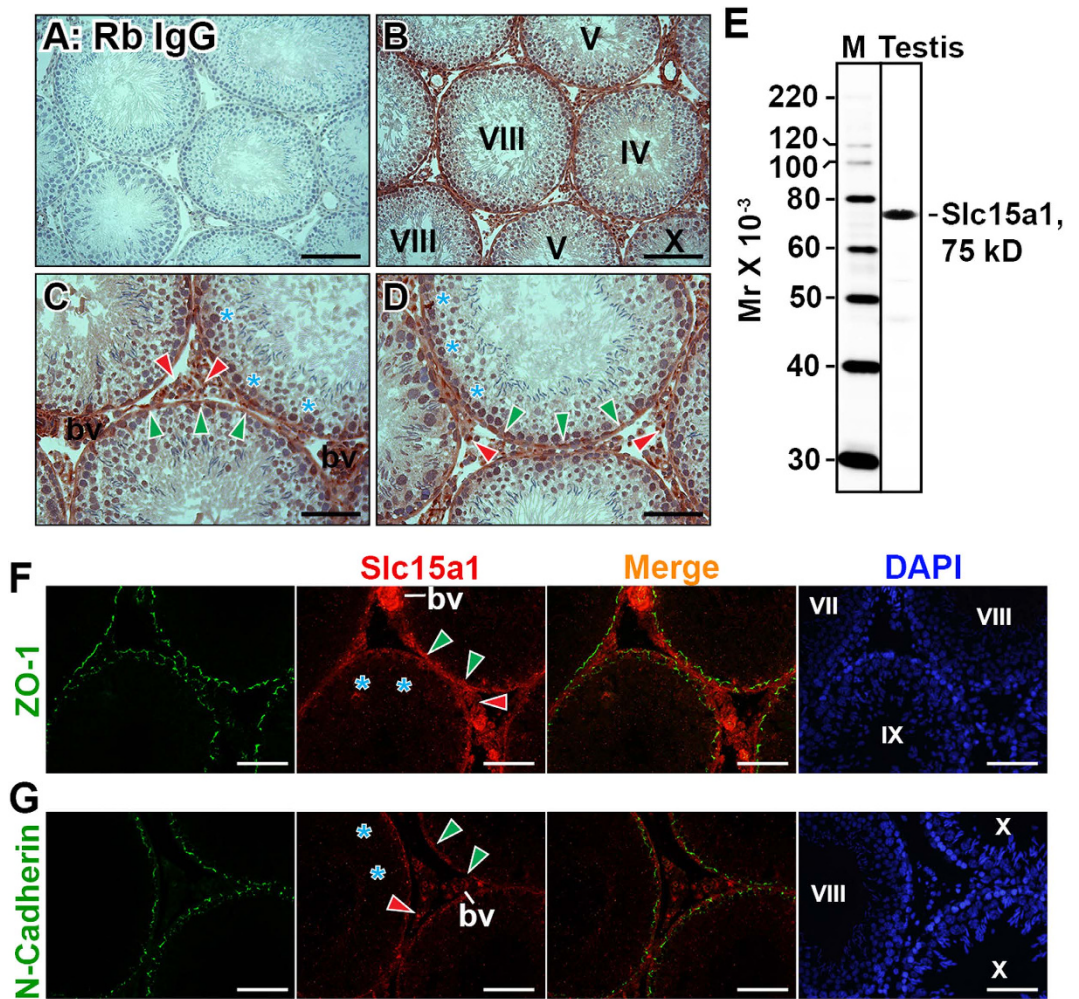 A: Rb IgG
B
V
VIII
IV
VIII
V
X
C
bv
bv
D
E
M Testis
Mr X 10-3
220
120
100
80
60
50
40
30
Slc15a1,
75 kD
F
Slc15a1
Merge
DAPI
ZO-1
bv
VII
VIII
IX
G
N-Cadherin
bv
VIII
X
X